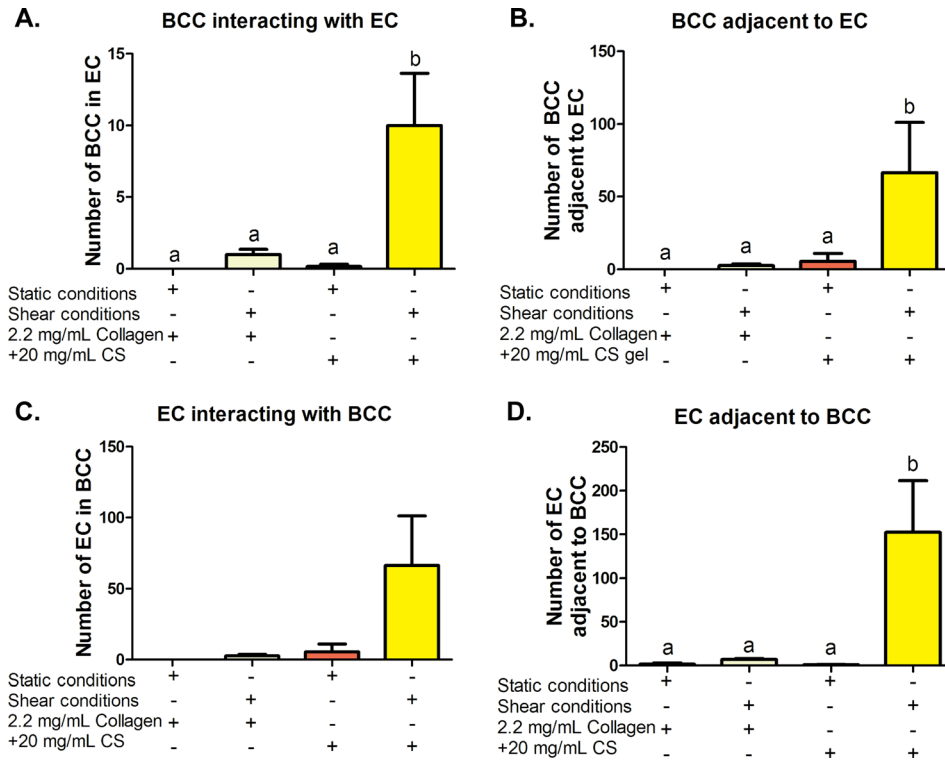 A. BCC interacting with EC
Number of BCC in EC
15
10
5
0
a a a b
Static conditions + - + -
Shear conditions - + - +
2.2 mg/mL Collagen + + - -
+20 mg/mL CS - - + +
B. BCC adjacent to EC
Number of BCC
adjacent to EC
150
100
50
0
a a a b
Static conditions + - + -
Shear conditions - + - +
2.2 mg/mL Collagen + + - -
+20 mg/mL CS gel - - + +
C. EC interacting with BCC
Number of EC in BCC
150
100
50
0
Static conditions + - + -
Shear conditions - + - +
2.2 mg/mL Collagen + + - -
+20 mg/mL CS - - + +
D. EC adjacent to BCC
Number of EC
adjacent to BCC
250
200
150
100
50
0
a a a b
Static conditions + - + -
Shear conditions - + - +
2.2 mg/mL Collagen + + - -
+20 mg/mL CS - - + +